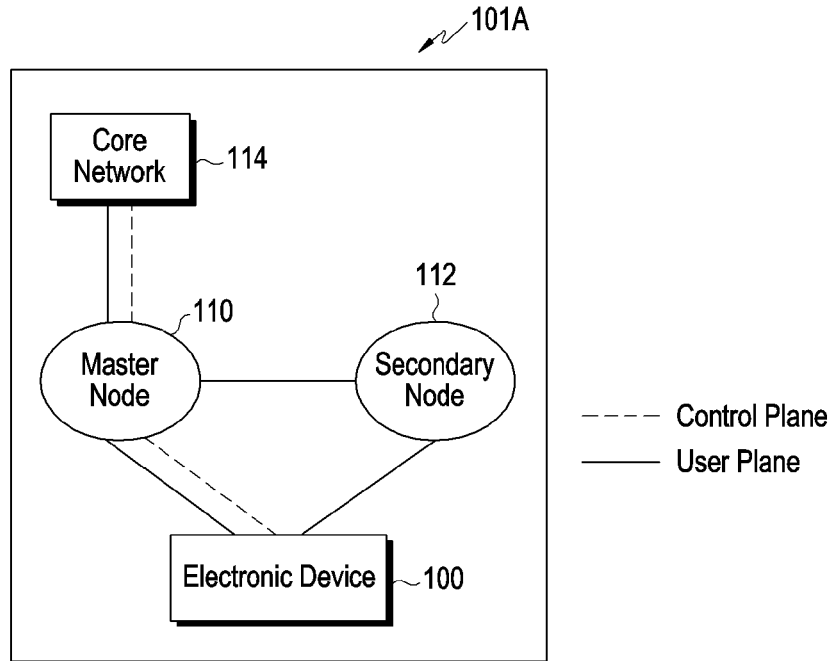 101A
Core
Network
114
110
112
Master
Node
Secondary
Node
Control Plane
User Plane
Electronic Device
100